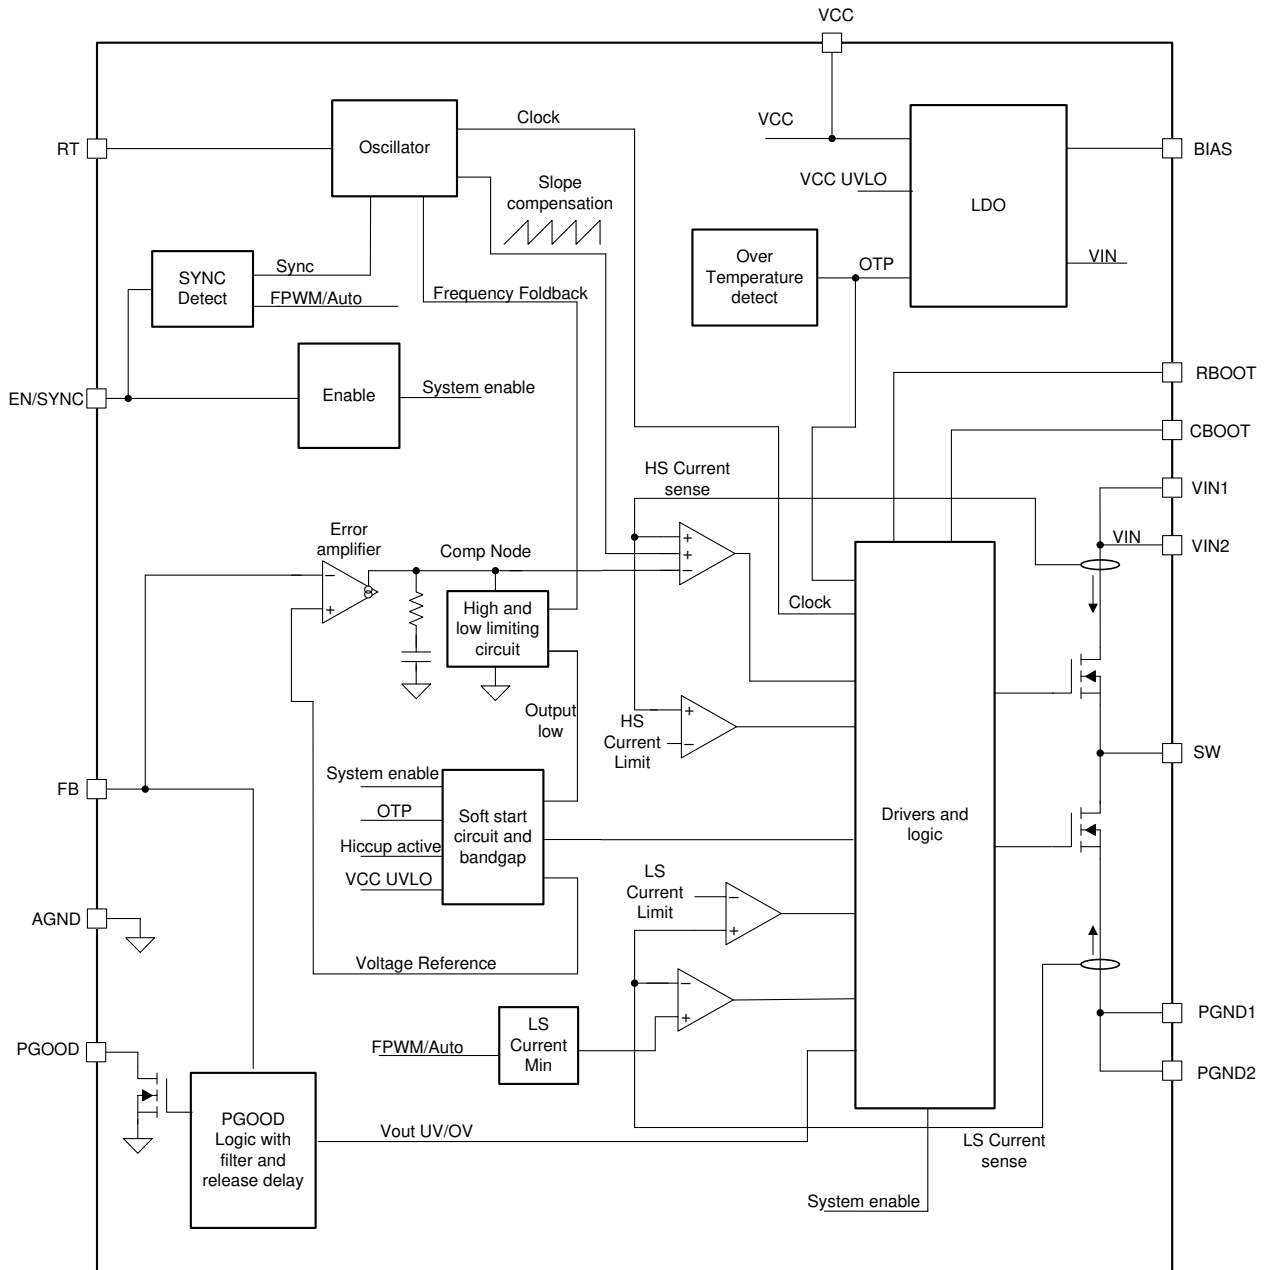 VCC
RT
Oscillator
Clock
VCC
BIAS
VCC UVLO
Slope
compensation
LDO
Over
Temperature
detect
OTP
VIN
SYNC
Detect
Sync
FPWM/Auto
Frequency Foldback
EN/SYNC
Enable
System enable
RBOOT
CBOOT
HS Current
sense
VIN1
VIN
VIN2
Error
amplifier
Comp Node
+
+
−
−
+
High and
low limiting
circuit
Clock
Output
low
HS
Current
Limit
+
−
SW
FB
System enable
OTP
Hiccup active
VCC UVLO
Soft start
circuit and
bandgap
Drivers and
logic
LS
Current
Limit
−
+
AGND
Voltage Reference
−
+
LS
Current
Min
FPWM/Auto
PGND1
PGOOD
PGND2
PGOOD
Logic with
filter and
release delay
Vout UV/OV
LS Current
sense
System enable